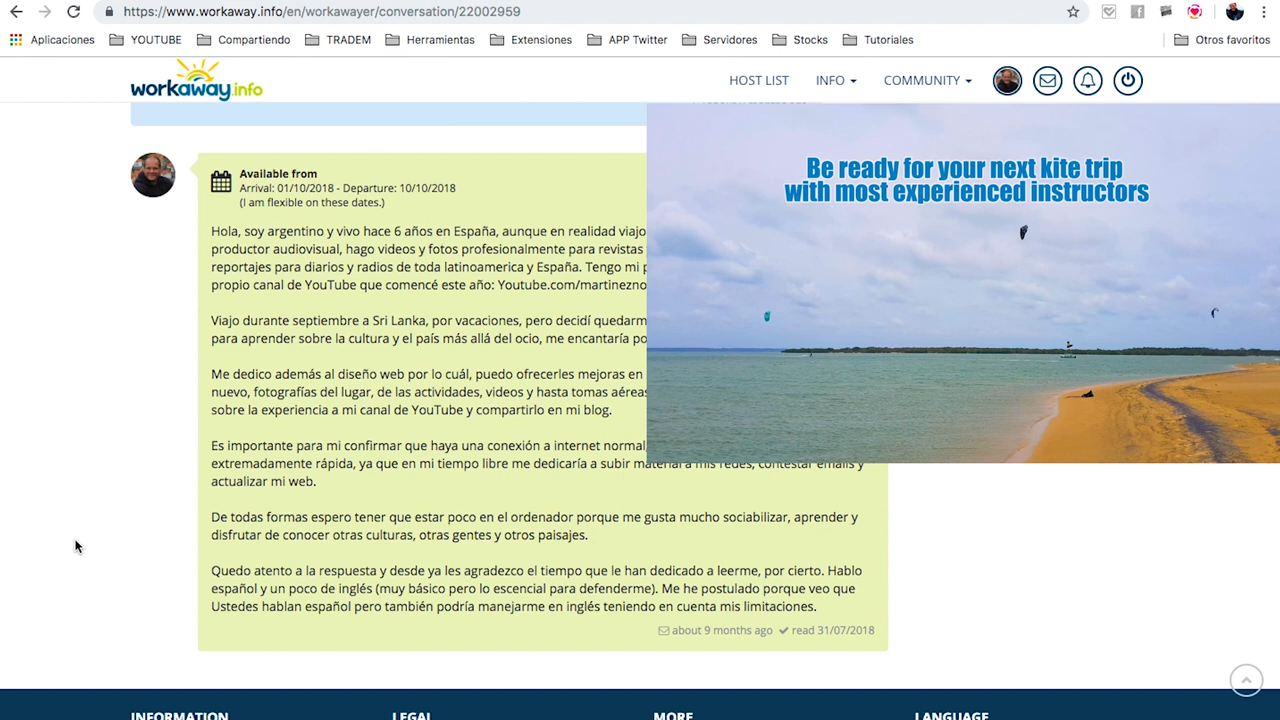 https://www.workaway.info/en/workawayer/conversation/22002959
Aplicaciones YOUTUBE Compartiendo TRADEM Herramientas Extensiones APP Twitter Servidores Stocks Tutoriales Otros favoritos
workaway.info
HOST LIST INFO COMMUNITY
Available from
Arrival: 01/10/2018 - Departure: 10/10/2018
(I am flexible on these dates.)
Hola, soy argentino y vivo hace 6 años en España, aunque en realidad viajo
productor audiovisual, hago videos y fotos profesionalmente para revistas
reportajes para diarios y radios de toda latinoamerica y España. Tengo mi
propio canal de YouTube que comencé este año: Youtube.com/martinezno
Viajo durante septiembre a Sri Lanka, por vacaciones, pero decidí quedarm
para aprender sobre la cultura y el país más allá del ocio, me encantaría po
Me dedico además al diseño web por lo cuál, puedo ofrecerles mejoras en
nuevo, fotografías del lugar, de las actividades, videos y hasta tomas aéreas
sobre la experiencia a mi canal de YouTube y compartirlo en mi blog.
Es importante para mi confirmar que haya una conexión a internet normal,
extremadamente rápida, ya que en mi tiempo libre me dedicaría a subir material a mis redes, contestar emails y
actualizar mi web.
De todas formas espero tener que estar poco en el ordenador porque me gusta mucho sociabilizar, aprender y
disfrutar de conocer otras culturas, otras gentes y otros paisajes.
Quedo atento a la respuesta y desde ya les agradezco el tiempo que le han dedicado a leerme, por cierto. Hablo
español y un poco de inglés (muy básico pero lo escencial para defenderme). Me he postulado porque veo que
Ustedes hablan español pero también podría manejarme en inglés teniendo en cuenta mis limitaciones.
about 9 months ago read 31/07/2018
Be ready for your next kite trip
with most experienced instructors
INFORMATION LEGAL MORE LANGUAGE